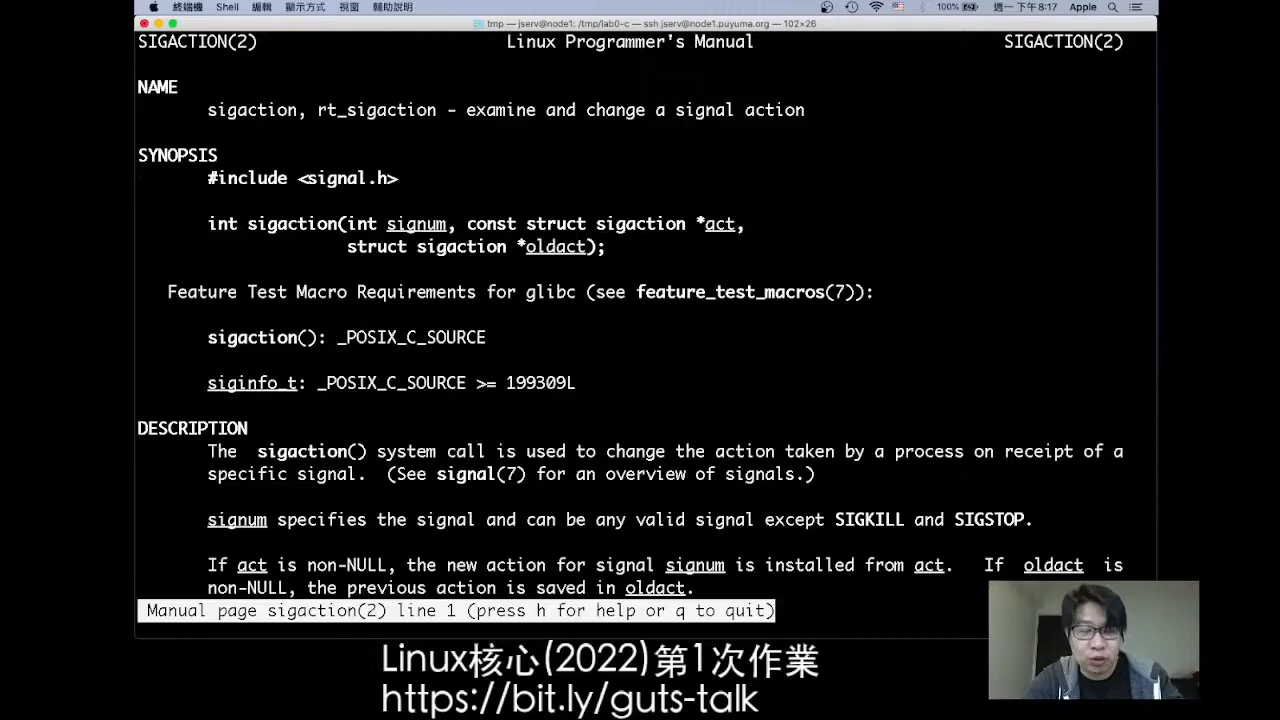 終端機 Shell 編輯 顯示方式 視窗 輔助說明 100% 週一 下午8:17 Apple
tmp — jserv@node1: /tmp/lab0-c — ssh jserv@node1.puyuma.org — 102×26
SIGACTION(2) Linux Programmer's Manual SIGACTION(2)
NAME
sigaction, rt_sigaction - examine and change a signal action
SYNOPSIS
#include <signal.h>
int sigaction(int signum, const struct sigaction *act,
struct sigaction *oldact);
Feature Test Macro Requirements for glibc (see feature_test_macros(7)):
sigaction(): _POSIX_C_SOURCE
siginfo_t: _POSIX_C_SOURCE >= 199309L
DESCRIPTION
The sigaction() system call is used to change the action taken by a process on receipt of a
specific signal. (See signal(7) for an overview of signals.)
signum specifies the signal and can be any valid signal except SIGKILL and SIGSTOP.
If act is non-NULL, the new action for signal signum is installed from act. If oldact is
non-NULL, the previous action is saved in oldact.
Manual page sigaction(2) line 1 (press h for help or q to quit)
Linux核心(2022)第1次作業
https://bit.ly/guts-talk